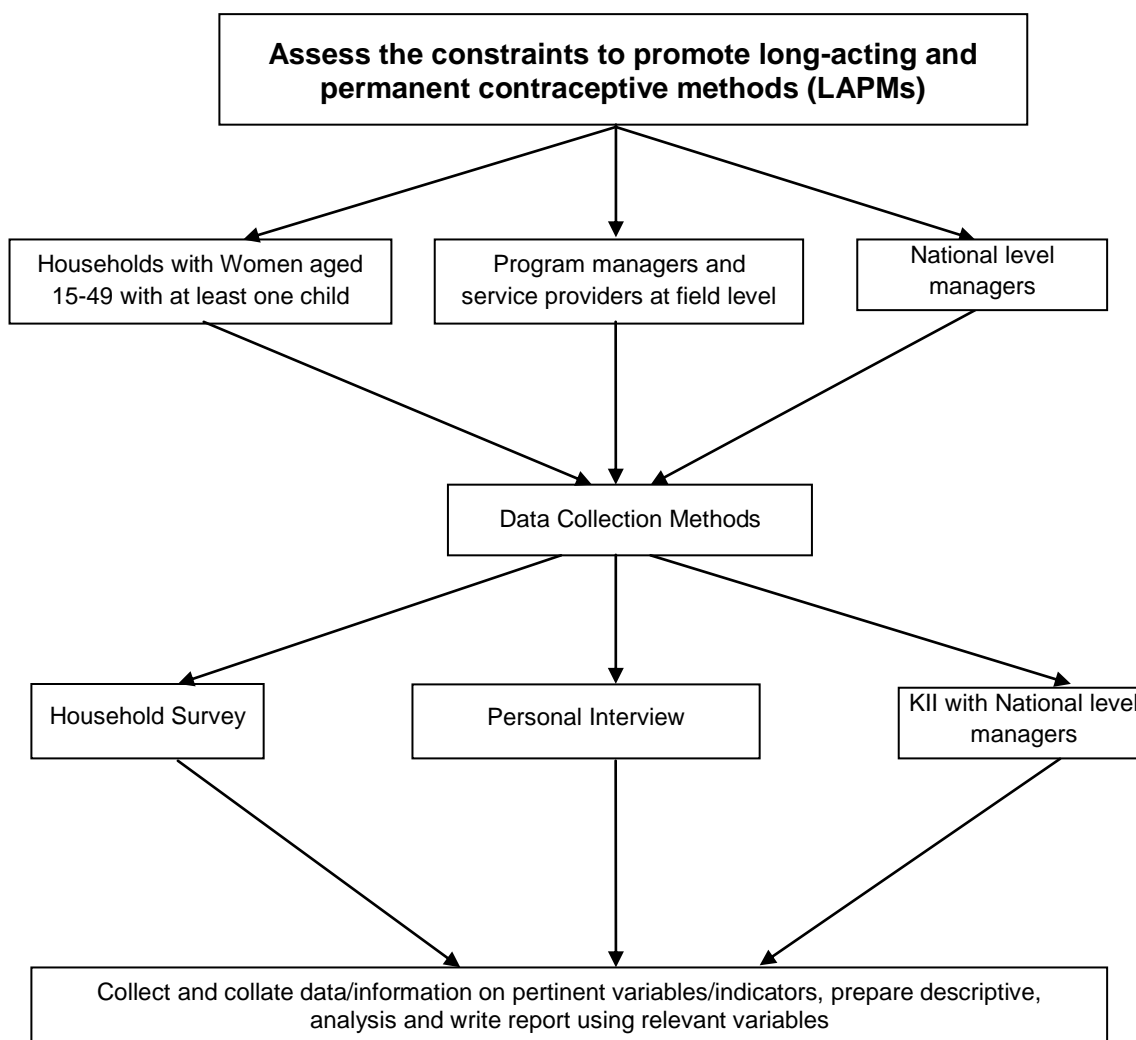 Assess the constraints to promote long-acting and
permanent contraceptive methods (LAPMs)
Households with Women aged
15-49 with at least one child
Program managers and
service providers at field level
National level
managers
Data Collection Methods
Household Survey
Personal Interview
KII with National level
managers
Collect and collate data/information on pertinent variables/indicators, prepare descriptive,
analysis and write report using relevant variables